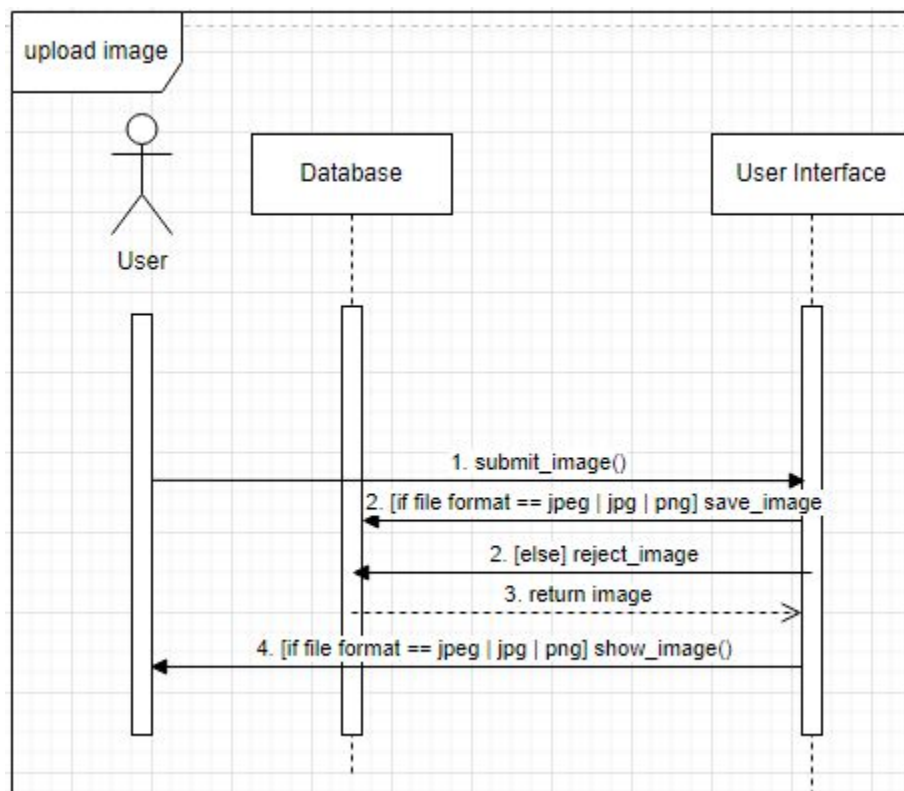 upload image
Database
User Interface
User
1. submit_image()
2. [if file format == jpeg | jpg | png] save_image
2. [else] reject_image
3. return image
4. [if file format == jpeg | jpg | png] show_image()